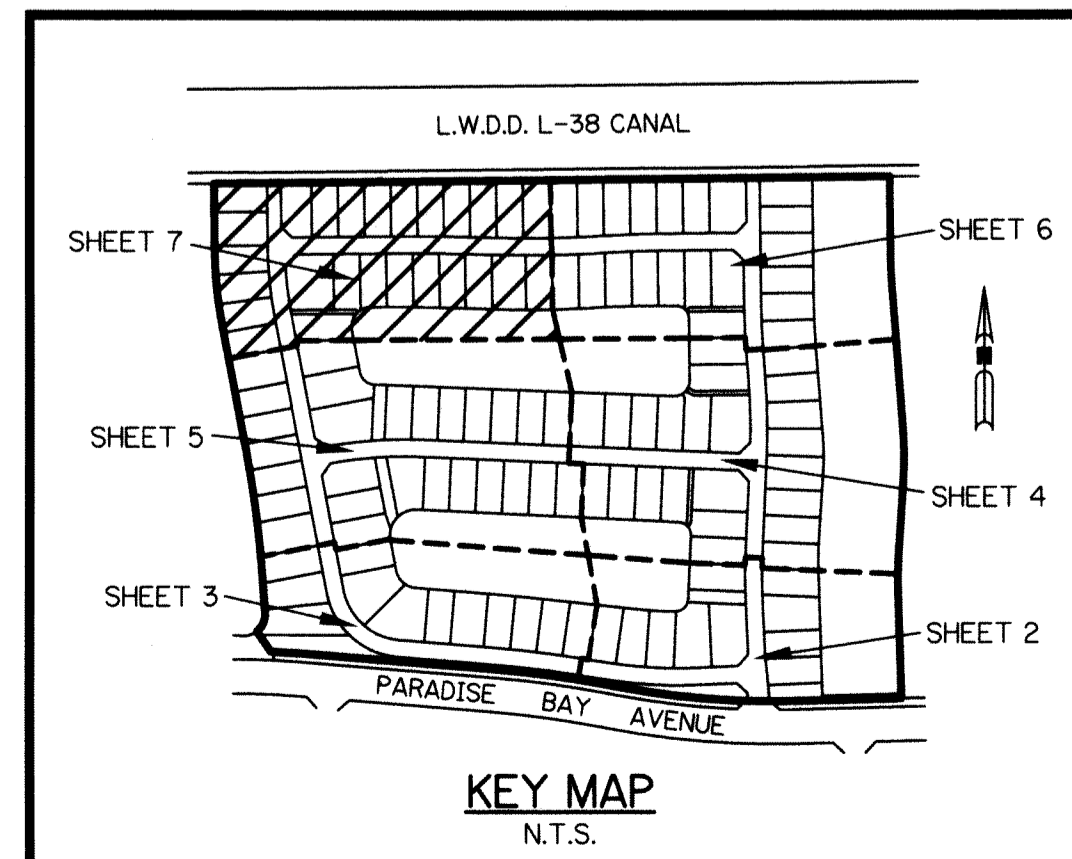 L.W.D.D. L-38 CANAL
SHEET 7
SHEET 6
SHEET 5
SHEET 4
SHEET 3
SHEET 2
PARADISE BAY AVENUE
KEY MAP
N.T.S.